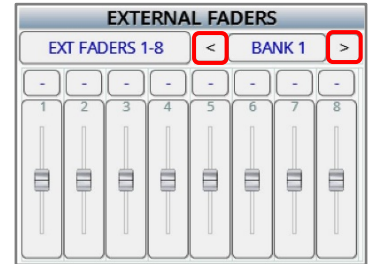 EXTERNAL FADERS
EXT FADERS 1-8 < BANK 1 >
- - - - - - - -
1 2 3 4 5 6 7 8